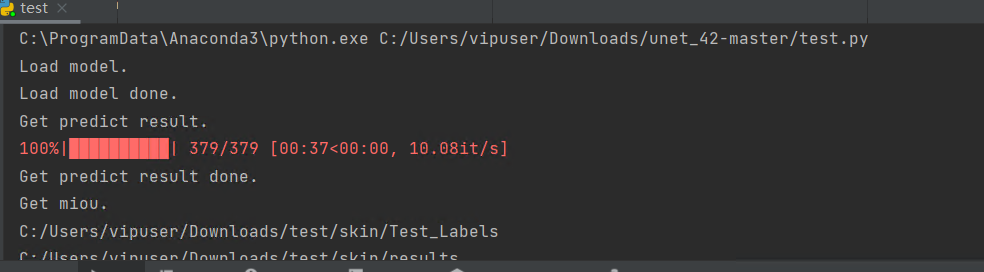 test
C:\ProgramData\Anaconda3\python.exe C:/Users/vipuser/Downloads/unet_42-master/test.py
Load model.
Load model done.
Get predict result.
100%|██████████| 379/379 [00:37<00:00, 10.08it/s]
Get predict result done.
Get miou.
C:/Users/vipuser/Downloads/test/skin/Test_Labels
C:/Users/vipuser/Downloads/test/skin/results